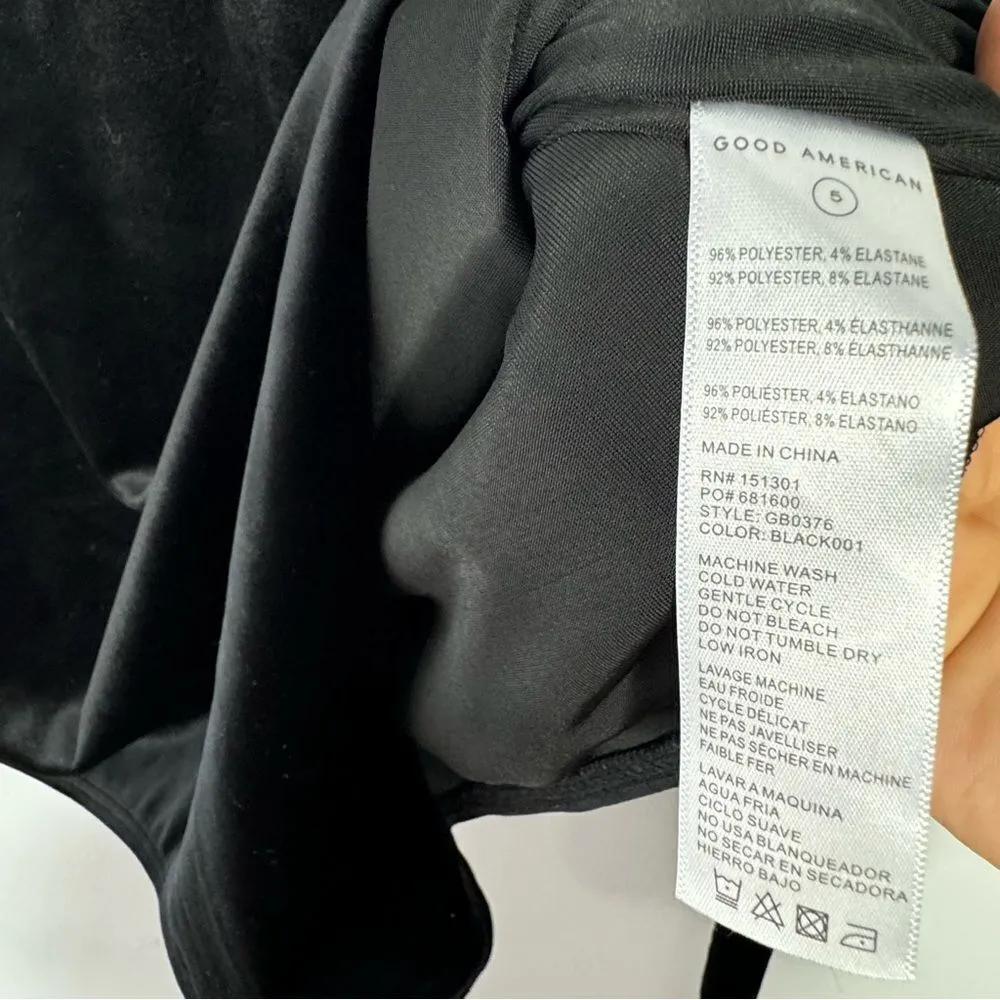 GOOD AMERICAN
5
96% POLYESTER, 4% ELASTANE
92% POLYESTER, 8% ELASTANE
96% POLYESTER, 4% ÉLASTHANNE
92% POLYESTER, 8% ÉLASTHANNE
96% POLIÉSTER, 4% ELASTANO
92% POLIÉSTER, 8% ELASTANO
MADE IN CHINA
RN# 151301
PO# 681600
STYLE: GB0376
COLOR: BLACK001
MACHINE WASH
COLD WATER
GENTLE CYCLE
DO NOT BLEACH
DO NOT TUMBLE DRY
LOW IRON
LAVAGE MACHINE
EAU FROIDE
CYCLE DÉLICAT
NE PAS JAVELLISER
NE PAS SÉCHER EN MACHINE
FAIBLE FER
LAVAR A MAQUINA
AGUA FRIA
CICLO SUAVE
NO USA BLANQUEADOR
NO SECAR EN SECADORA
HIERRO BAJO